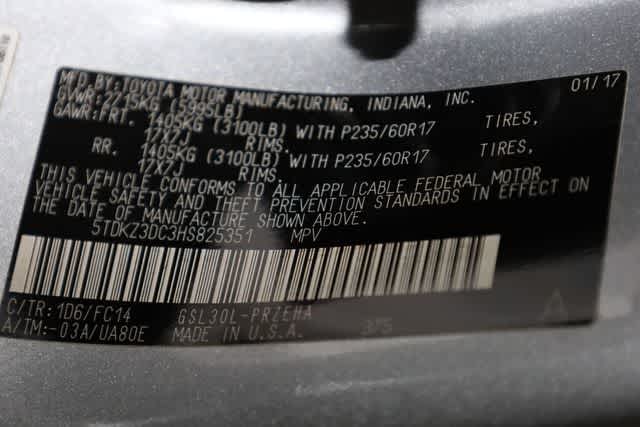 MFD BY:TOYOTA MOTOR MANUFACTURING, INDIANA, INC. 01/17
GVWR:2715KG (5995LB)
GAWR:FRT. 1405KG (3100LB) WITH P235/60R17 TIRES,
17X7J RIMS.
RR. 1405KG (3100LB) WITH P235/60R17 TIRES,
17X7J RIMS.
THIS VEHICLE CONFORMS TO ALL APPLICABLE FEDERAL MOTOR
VEHICLE SAFETY AND THEFT PREVENTION STANDARDS IN EFFECT ON
THE DATE OF MANUFACTURE SHOWN ABOVE.
5TDKZ3DC3HS825351 MPV
C/TR: 1D6/FC14 GSL30L-PRZEHA
A/TM:-03A/UA80E MADE IN U.S.A. 375